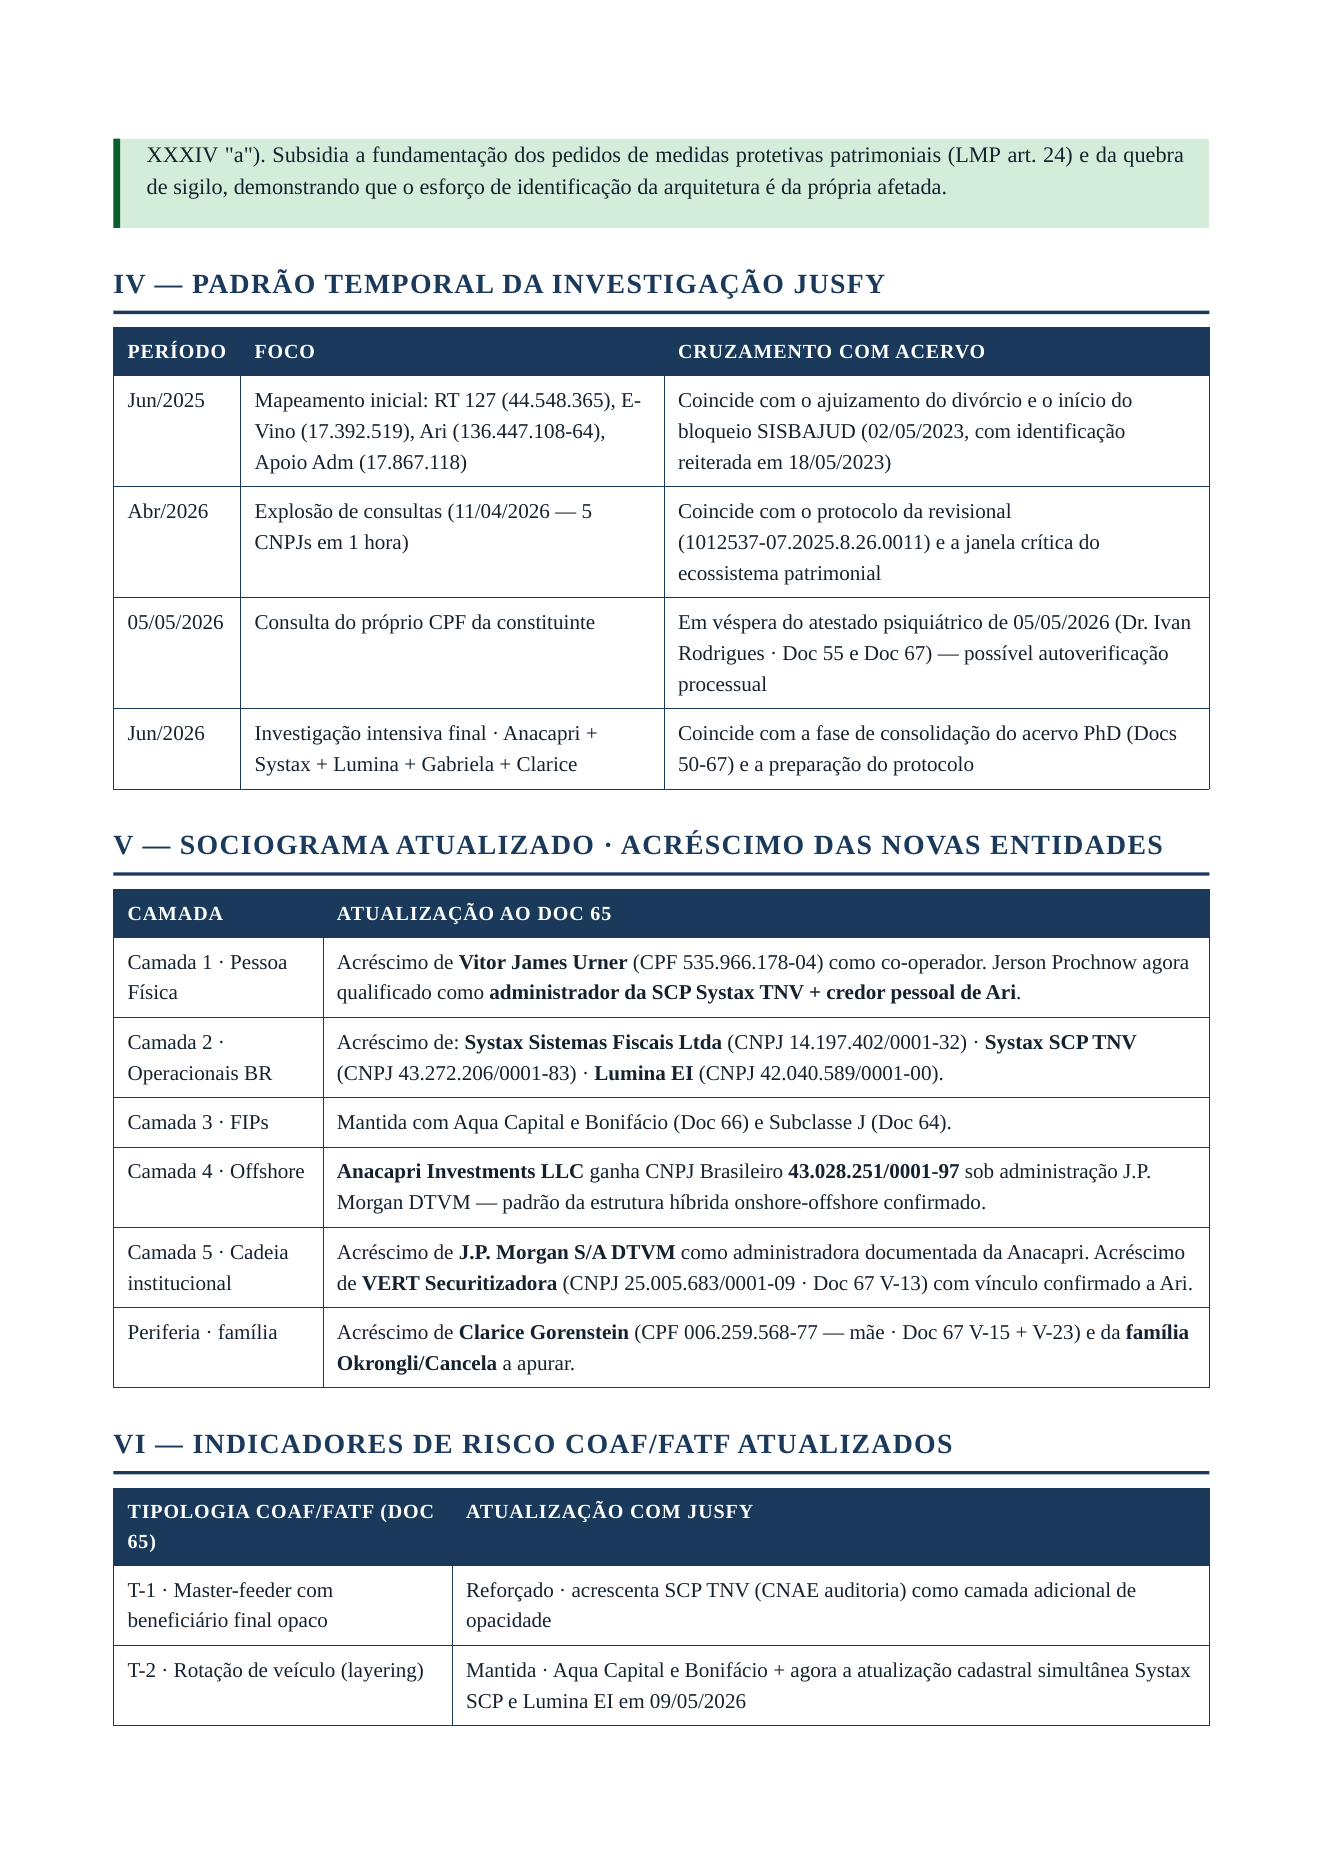 XXXIV "a"). Subsidia a fundamentação dos pedidos de medidas protetivas patrimoniais (LMP art. 24) e da quebra
de sigilo, demonstrando que o esforço de identificação da arquitetura é da própria afetada.
IV — PADRÃO TEMPORAL DA INVESTIGAÇÃO JUSFY
PERÍODO FOCO CRUZAMENTO COM ACERVO
Jun/2025
Mapeamento inicial: RT 127 (44.548.365), E-
Vino (17.392.519), Ari (136.447.108-64),
Apoio Adm (17.867.118)
Coincide com o ajuizamento do divórcio e o início do
bloqueio SISBAJUD (02/05/2023, com identificação
reiterada em 18/05/2023)
Abr/2026
Explosão de consultas (11/04/2026 — 5
CNPJs em 1 hora)
Coincide com o protocolo da revisional
(1012537-07.2025.8.26.0011) e a janela crítica do
ecossistema patrimonial
05/05/2026
Consulta do próprio CPF da constituinte
Em véspera do atestado psiquiátrico de 05/05/2026 (Dr. Ivan
Rodrigues · Doc 55 e Doc 67) — possível autoverificação
processual
Jun/2026
Investigação intensiva final · Anacapri +
Systax + Lumina + Gabriela + Clarice
Coincide com a fase de consolidação do acervo PhD (Docs
50-67) e a preparação do protocolo
V — SOCIOGRAMA ATUALIZADO · ACRÉSCIMO DAS NOVAS ENTIDADES
CAMADA ATUALIZAÇÃO AO DOC 65
Camada 1 · Pessoa
Física
Acréscimo de Vitor James Urner (CPF 535.966.178-04) como co-operador. Jerson Prochnow agora
qualificado como administrador da SCP Systax TNV + credor pessoal de Ari.
Camada 2 ·
Operacionais BR
Acréscimo de: Systax Sistemas Fiscais Ltda (CNPJ 14.197.402/0001-32) · Systax SCP TNV
(CNPJ 43.272.206/0001-83) · Lumina EI (CNPJ 42.040.589/0001-00).
Camada 3 · FIPs
Mantida com Aqua Capital e Bonifácio (Doc 66) e Subclasse J (Doc 64).
Camada 4 · Offshore
Anacapri Investments LLC ganha CNPJ Brasileiro 43.028.251/0001-97 sob administração J.P.
Morgan DTVM — padrão da estrutura híbrida onshore-offshore confirmado.
Camada 5 · Cadeia
institucional
Acréscimo de J.P. Morgan S/A DTVM como administradora documentada da Anacapri. Acréscimo
de VERT Securitizadora (CNPJ 25.005.683/0001-09 · Doc 67 V-13) com vínculo confirmado a Ari.
Periferia · família
Acréscimo de Clarice Gorenstein (CPF 006.259.568-77 — mãe · Doc 67 V-15 + V-23) e da família
Okrongli/Cancela a apurar.
VI — INDICADORES DE RISCO COAF/FATF ATUALIZADOS
TIPOLOGIA COAF/FATF (DOC
65)
ATUALIZAÇÃO COM JUSFY
T-1 · Master-feeder com
beneficiário final opaco
Reforçado · acrescenta SCP TNV (CNAE auditoria) como camada adicional de
opacidade
T-2 · Rotação de veículo (layering)
Mantida · Aqua Capital e Bonifácio + agora a atualização cadastral simultânea Systax
SCP e Lumina EI em 09/05/2026